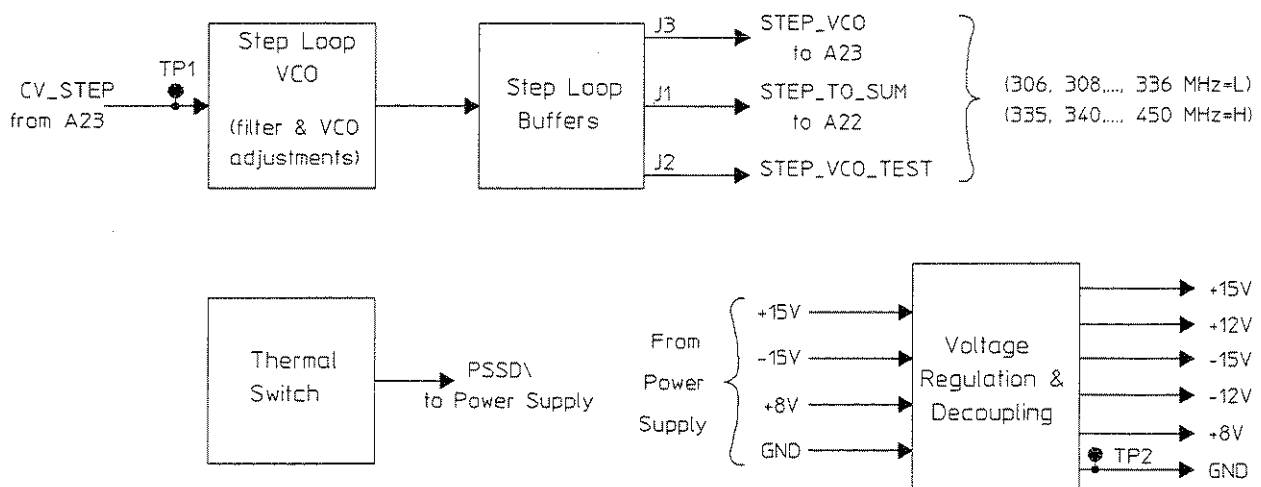 CV_STEP
from A23
TP1
Step Loop
VCO
(filter & VCO
adjustments)
Step Loop
Buffers
J3
STEP_VCO
to A23
J1
STEP_TO_SUM
to A22
J2
STEP_VCO_TEST
(306, 308,..., 336 MHz=L)
(335, 340,..., 450 MHz=H)
Thermal
Switch
PSSD\
to Power Supply
From
Power
Supply
+15V
-15V
+8V
GND
Voltage
Regulation &
Decoupling
+15V
+12V
-15V
-12V
+8V
TP2
GND